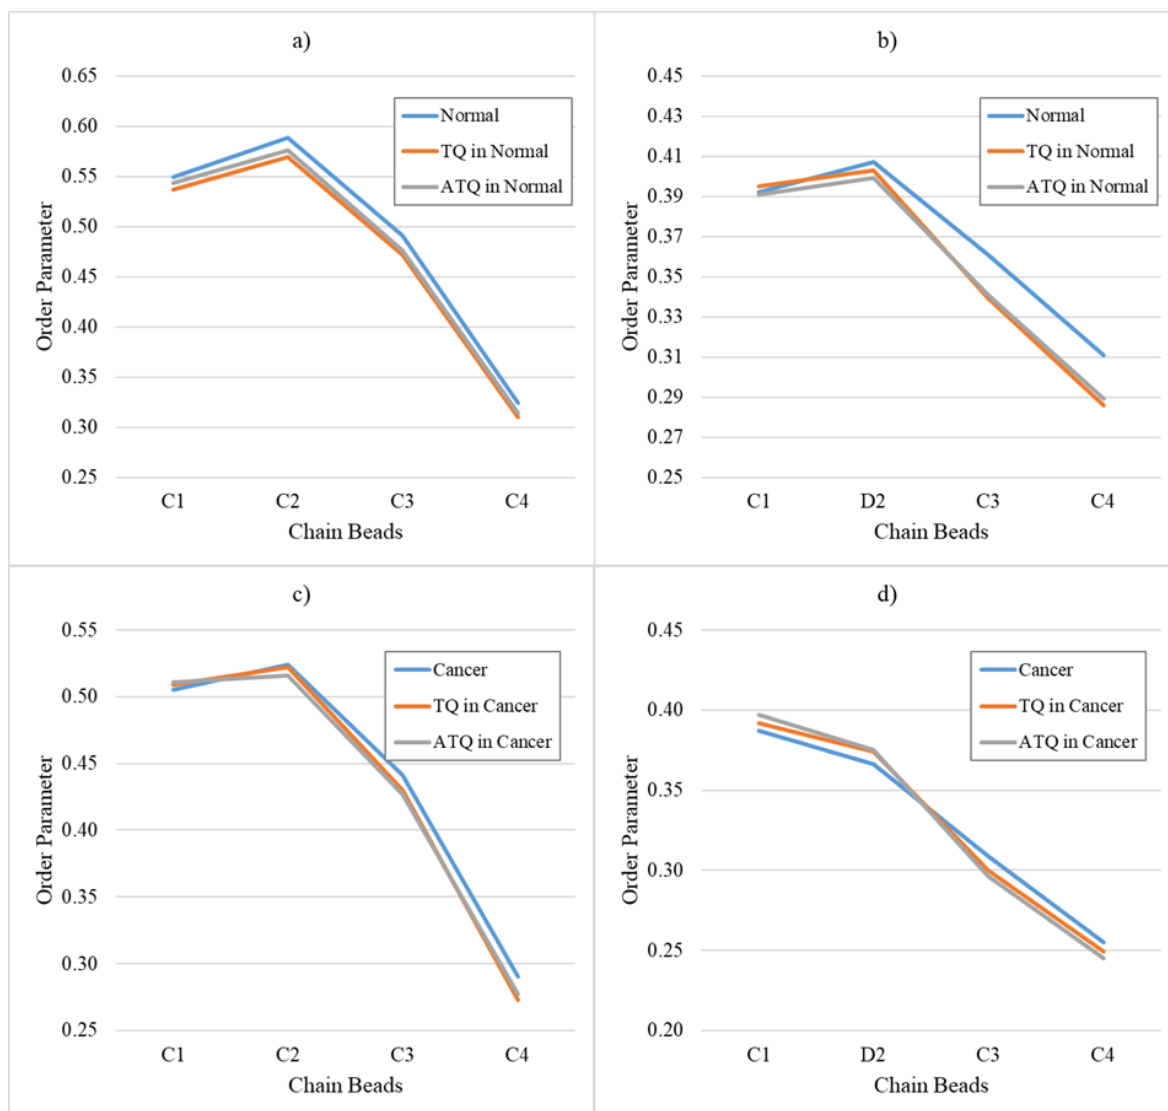 a)
0.65
0.60
0.55
0.50
0.45
0.40
0.35
0.30
0.25
Order Parameter
Normal
TQ in Normal
ATQ in Normal
C1 C2 C3 C4
Chain Beads
b)
0.45
0.43
0.41
0.39
0.37
0.35
0.33
0.31
0.29
0.27
0.25
Order Parameter
Normal
TQ in Normal
ATQ in Normal
C1 D2 C3 C4
Chain Beads
c)
0.55
0.50
0.45
0.40
0.35
0.30
0.25
Order Parameter
Cancer
TQ in Cancer
ATQ in Cancer
C1 C2 C3 C4
Chain Beads
d)
0.45
0.40
0.35
0.30
0.25
0.20
Order Parameter
Cancer
TQ in Cancer
ATQ in Cancer
C1 D2 C3 C4
Chain Beads